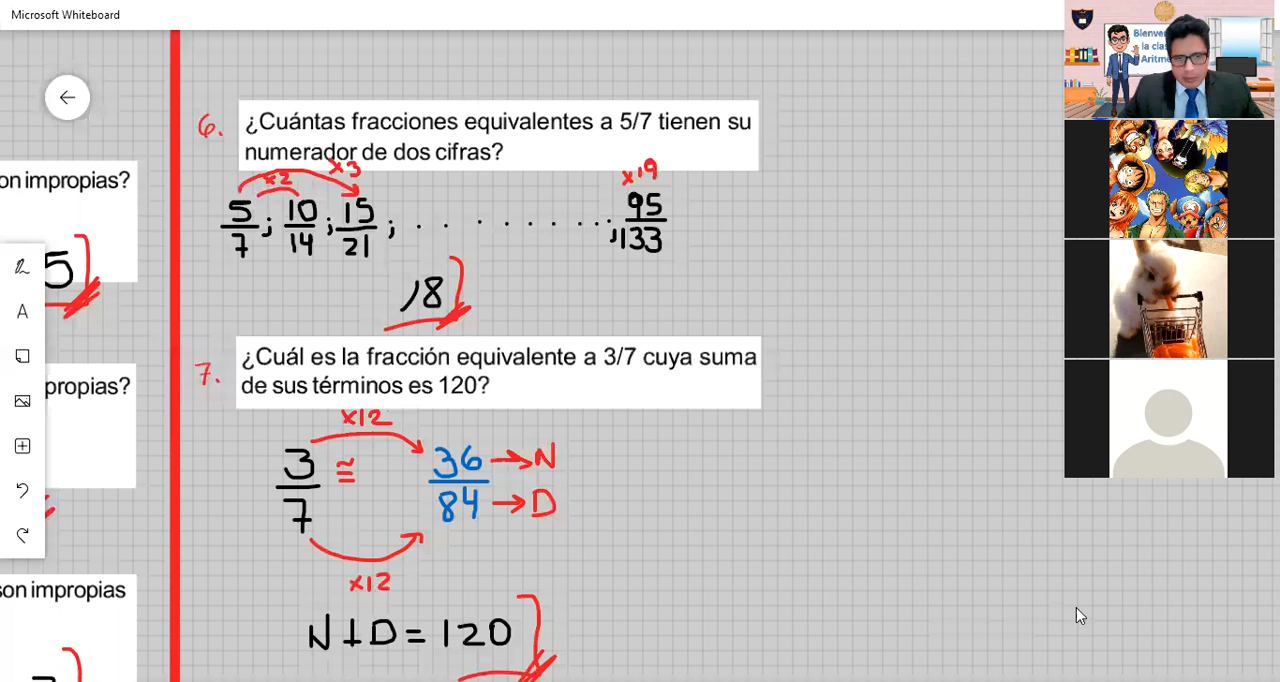 Microsoft Whiteboard
Bienven
la clas
Aritm
son impropias?
5
propias?
son impropias
6.
¿Cuántas fracciones equivalentes a 5/7 tienen su
numerador de dos cifras?
x2 x3 x19
5/7 ; 10/14 ; 15/21 ; . . . . . . . . ; 95/133
18
7.
¿Cuál es la fracción equivalente a 3/7 cuya suma
de sus términos es 120?
x12
3/7 ≅ 36/84 → N → D
x12
N + D = 120